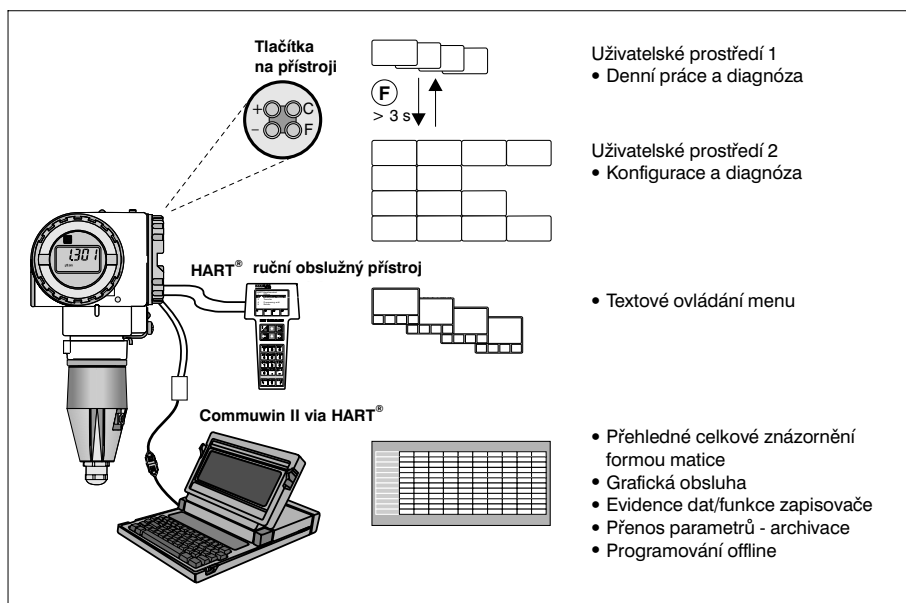 Tlačítka
na přístroji
+ C
– F
F
> 3 s
Uživatelské prostředí 1
• Denní práce a diagnóza
Uživatelské prostředí 2
• Konfigurace a diagnóza
1.301
HART® ruční obslužný přístroj
• Textové ovládání menu
Commuwin II via HART®
• Přehledné celkové znázornění
formou matice
• Grafická obsluha
• Evidence dat/funkce zapisovače
• Přenos parametrů - archivace
• Programování offline